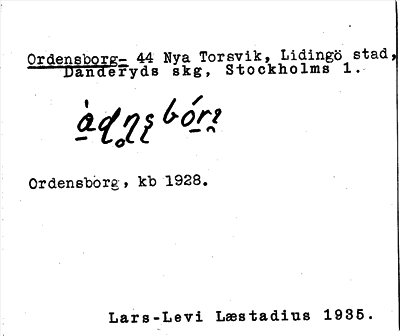 Ordensborg- 44 Nya Torsvik, Lidingö stad,
Danderyds skg, Stockholms l.
Ordensborg, kb 1928.
Lars-Levi Læstadius 1935.